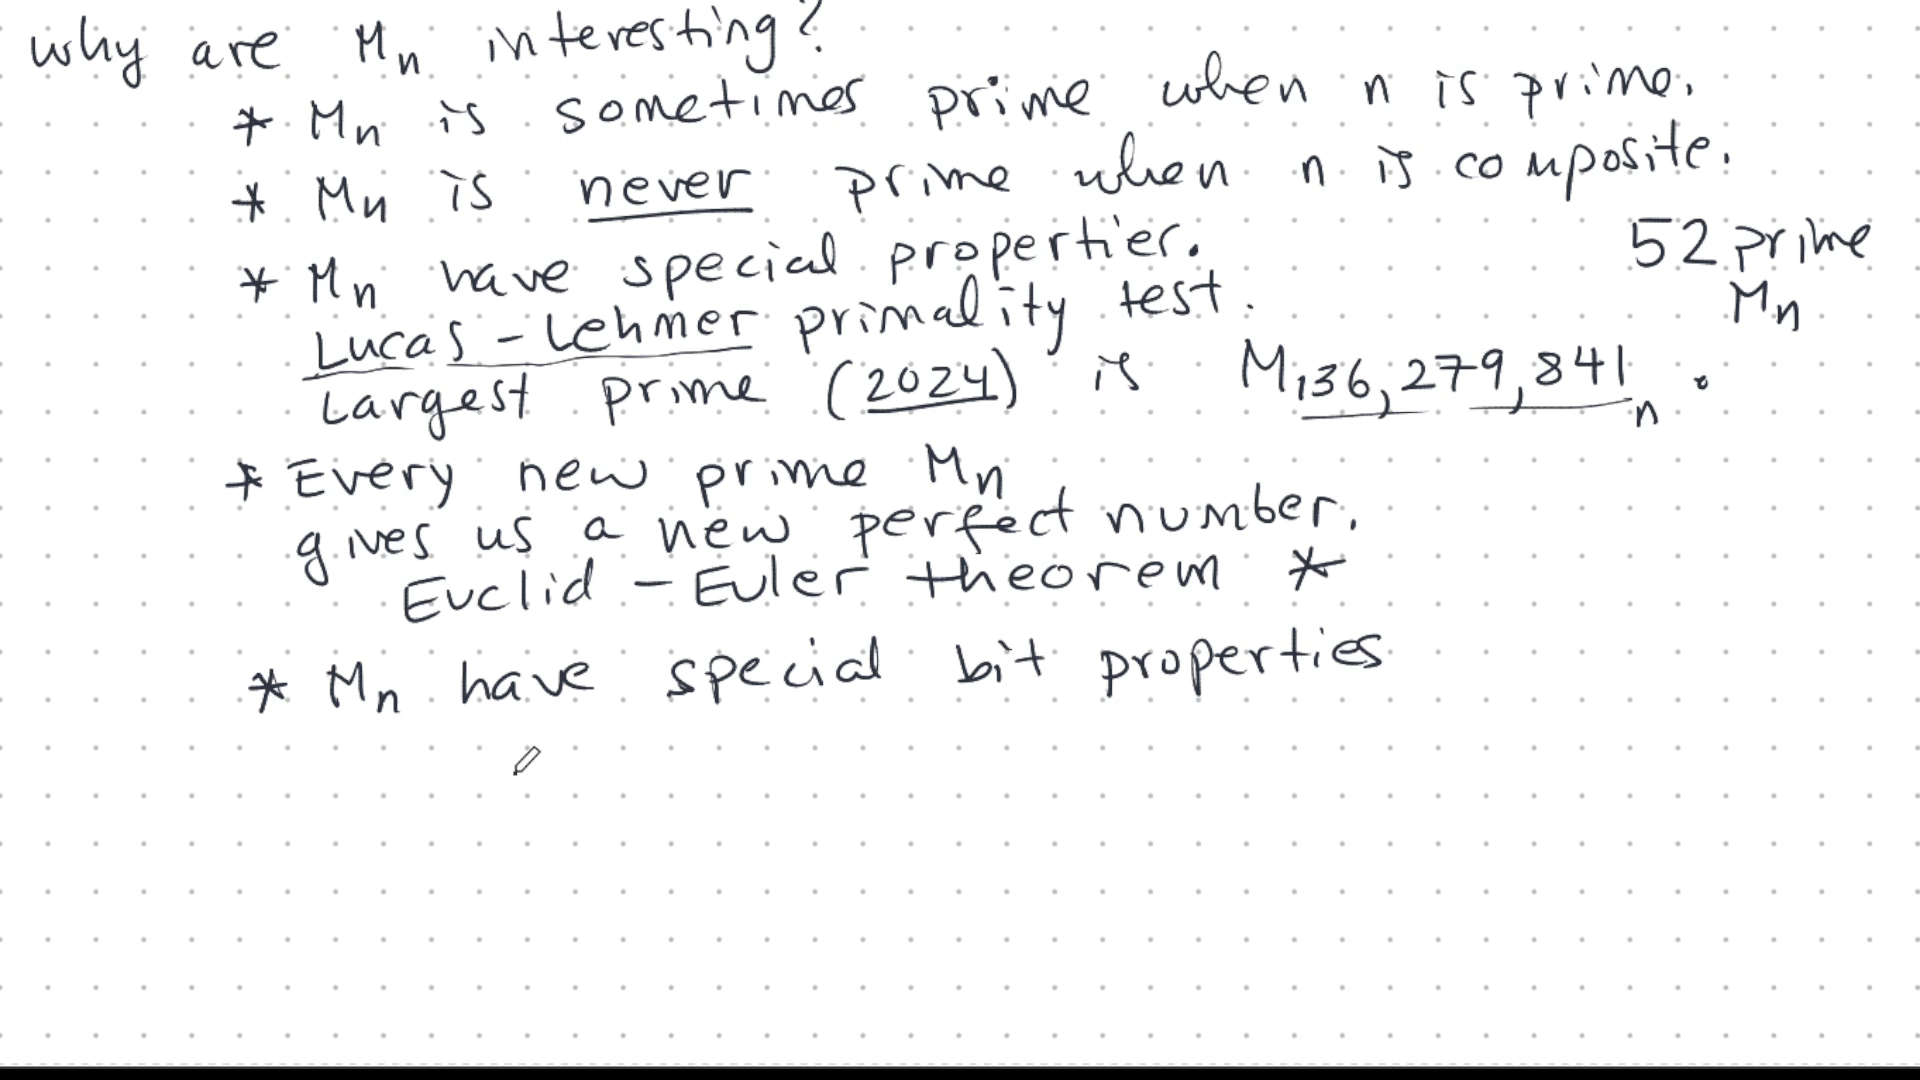 why are Mn interesting?
* Mn is sometimes prime when n is prime.
* Mn is never prime when n is composite.
* Mn have special properties.
52 prime
Mn
Lucas - Lehmer primality test.
Largest prime (2024) is M136,279,841 .
n
* Every new prime Mn
gives us a new perfect number.
Euclid - Euler theorem *
* Mn have special bit properties